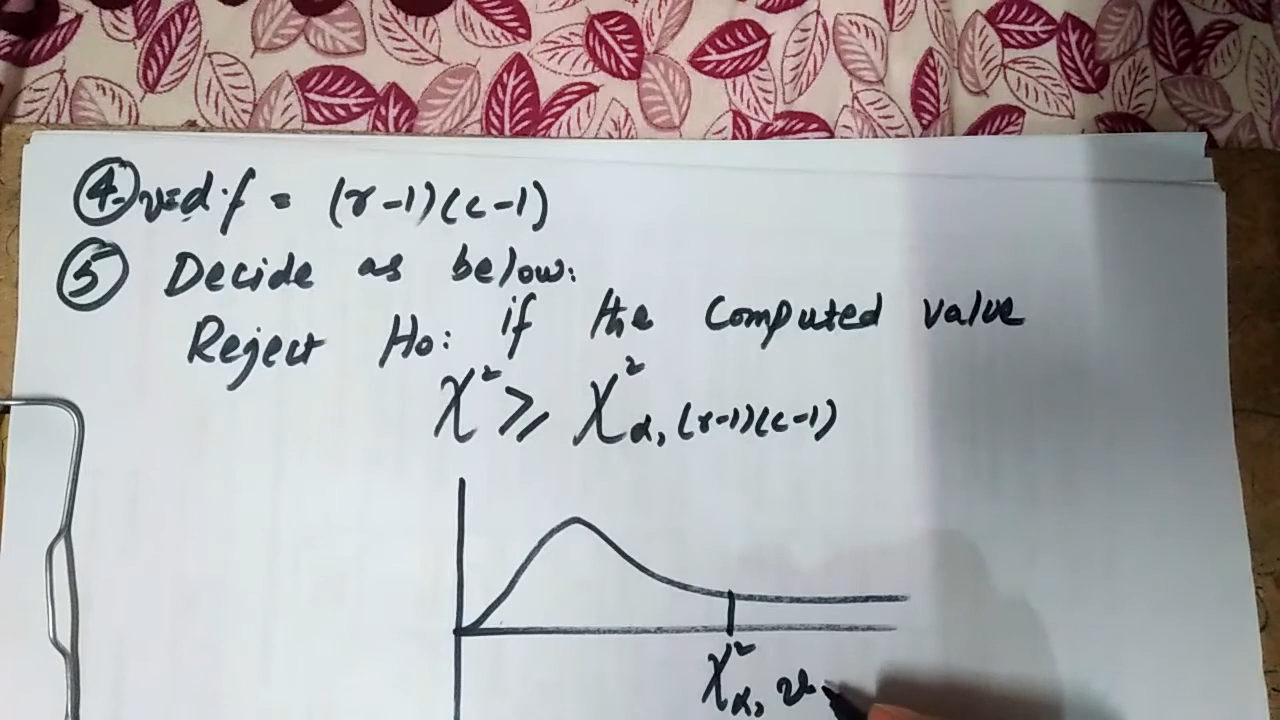 ④ ν=d.f = (r-1)(c-1)
⑤ Decide as below:
Reject Ho: if the computed value
χ² ≥ χ²α, (r-1)(c-1)
χ²α, ν